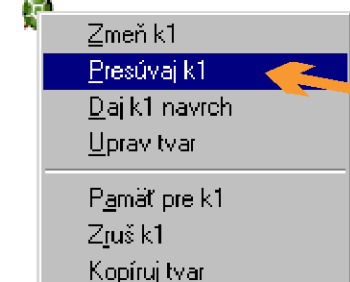 Zmeň k1
Presúvaj k1
Daj k1 navrch
Uprav tvar
Pamäť pre k1
Zruš k1
Kopíruj tvar